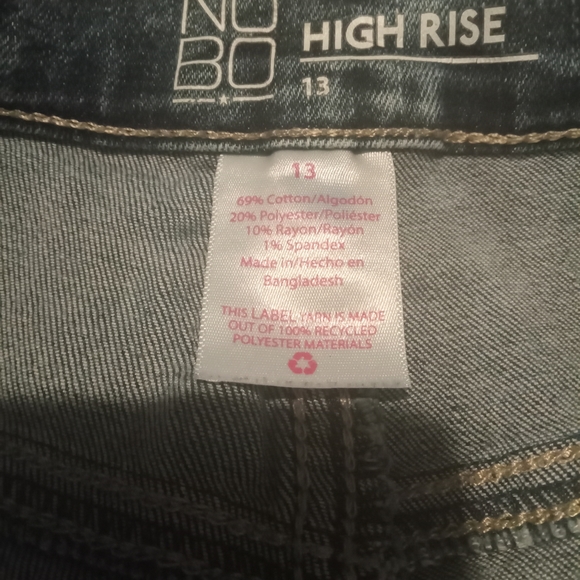 NO
BO
HIGH RISE
13
13
69% Cotton/Algodón
20% Polyester/Poliéster
10% Rayon/Rayón
1% Spandex
Made in/Hecho en
Bangladesh
THIS LABEL YARN IS MADE
OUT OF 100% RECYCLED
POLYESTER MATERIALS